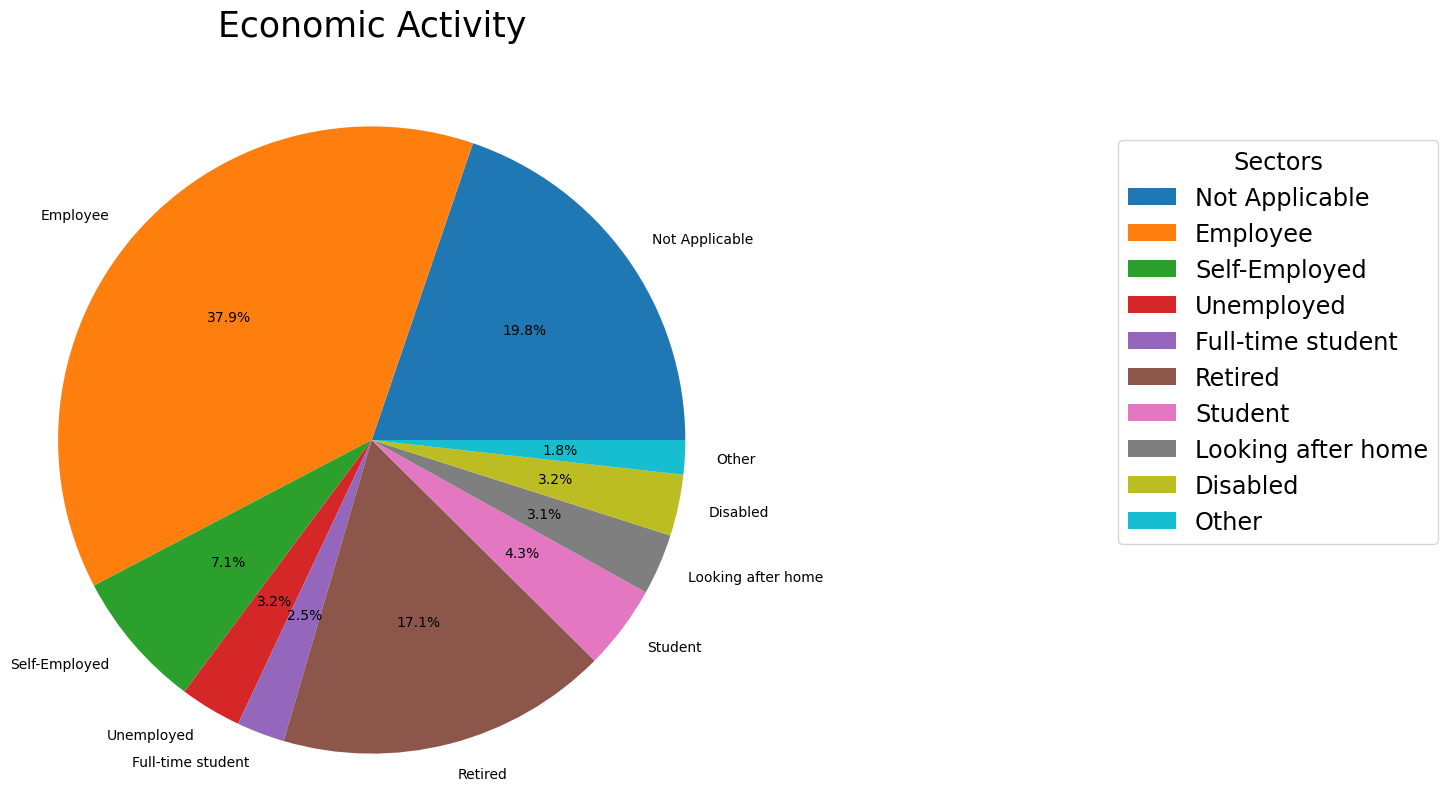 Economic Activity
Employee
Not Applicable
37.9%
19.8%
Other
1.8%
3.2%
Disabled
3.1%
4.3%
Looking after home
7.1%
3.2%
2.5%
17.1%
Student
Self-Employed
Unemployed
Full-time student
Retired
Sectors
Not Applicable
Employee
Self-Employed
Unemployed
Full-time student
Retired
Student
Looking after home
Disabled
Other